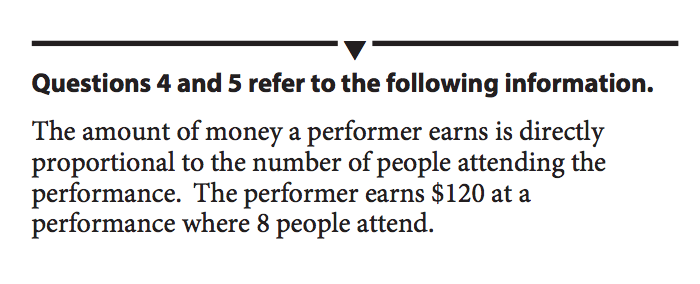 Questions 4 and 5 refer to the following information.
The amount of money a performer earns is directly
proportional to the number of people attending the
performance. The performer earns $120 at a
performance where 8 people attend.